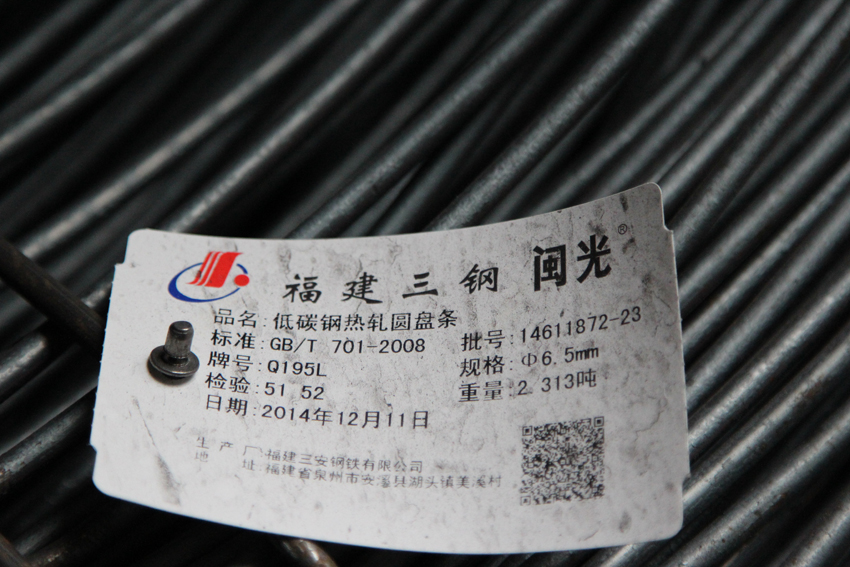 福建三钢 闽光®
品名:低碳钢热轧圆盘条
标准:GB/T 701-2008 批号:14611872-23
牌号:Q195L 规格:Φ6.5mm
检验:51 52 重量:2.313吨
日期:2014年12月11日
生产厂:福建三安钢铁有限公司
地址:福建省泉州市安溪县湖头镇美溪村